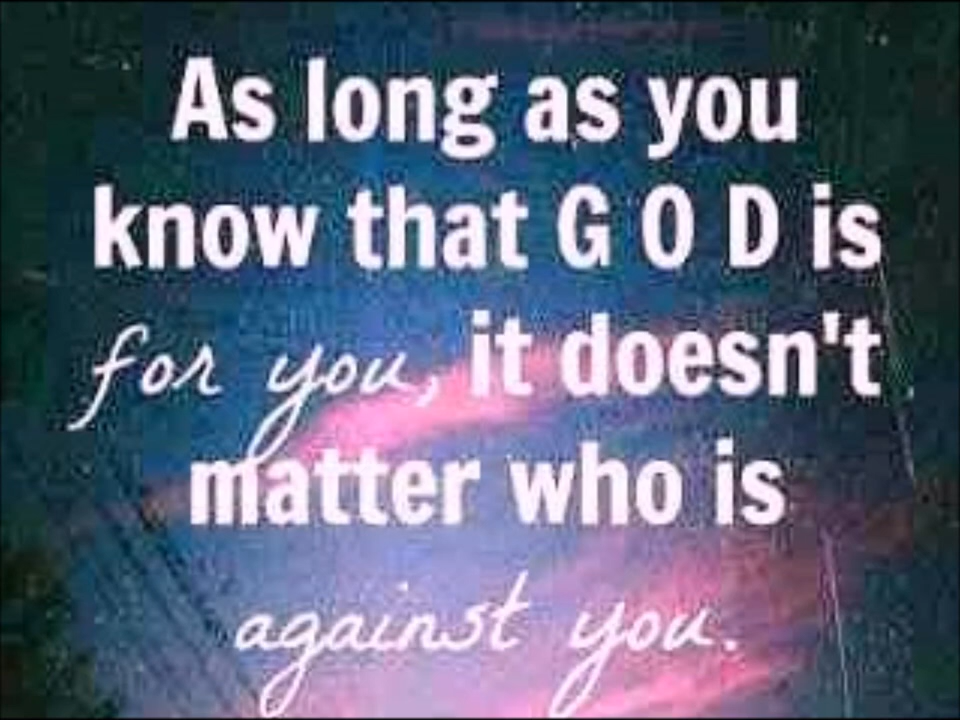 As long as you
know that G O D is
for you, it doesn't
matter who is
against you.